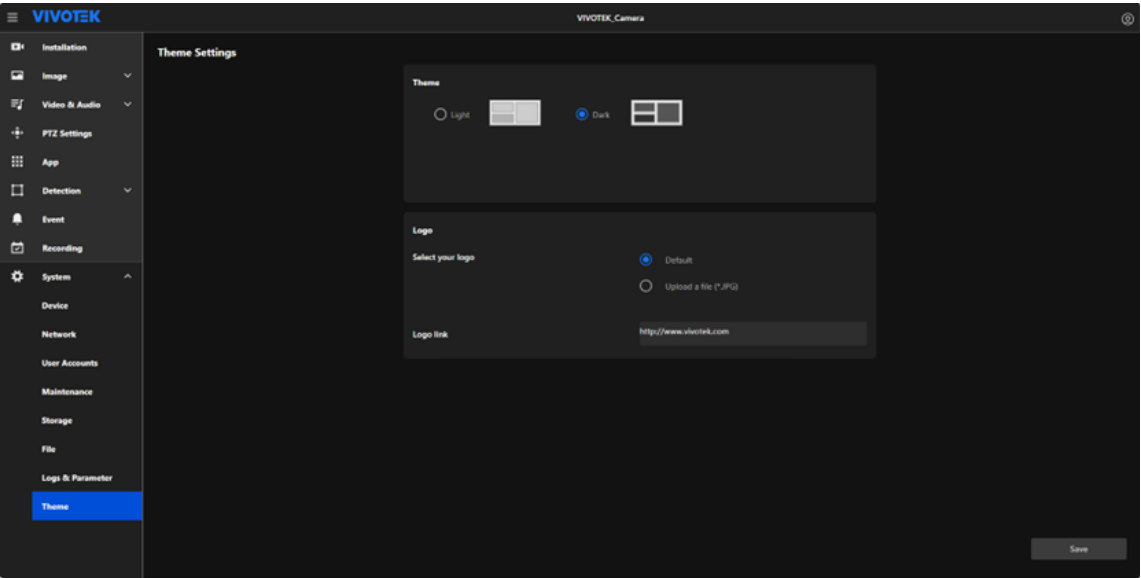 VIVOTEK
VIVOTEK_Camera
Installation
Image
Video & Audio
PTZ Settings
App
Detection
Event
Recording
System
Device
Network
User Accounts
Maintenance
Storage
File
Logs & Parameter
Theme
Theme Settings
Theme
Light
Dark
Logo
Select your logo
Default
Upload a file (*.JPG)
Logo link
http://www.vivotek.com
Save